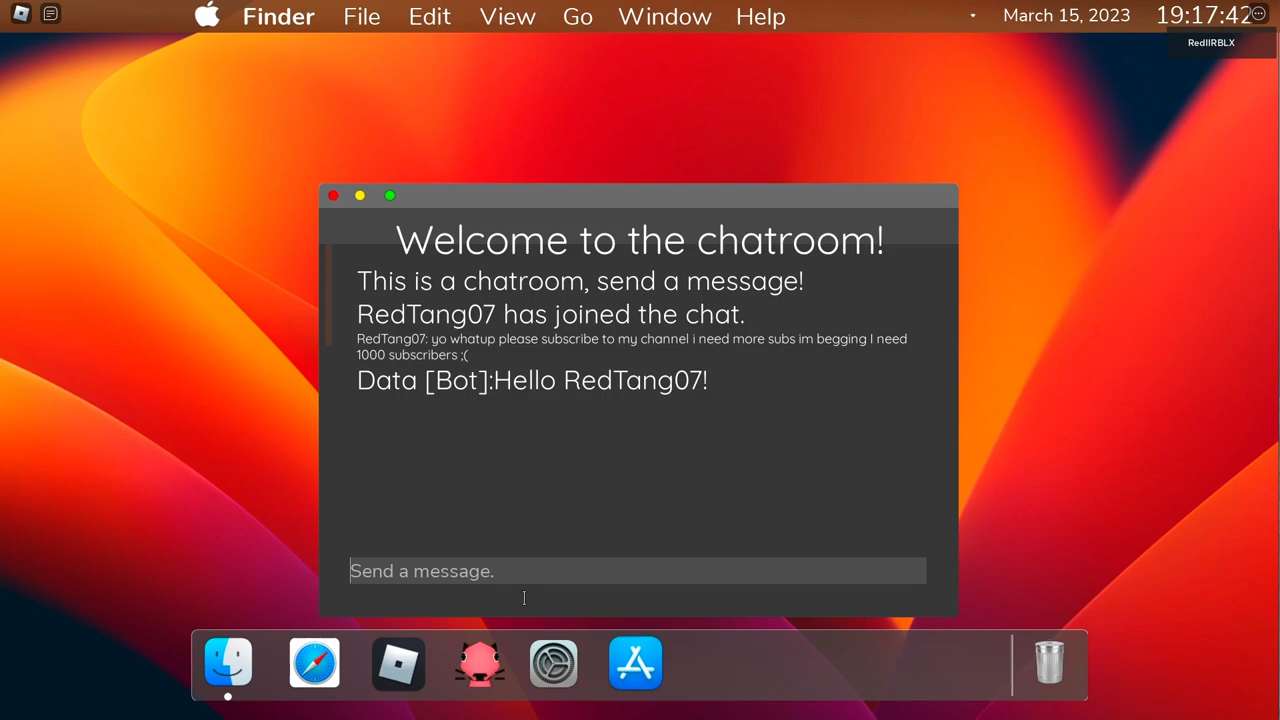 Finder File Edit View Go Window Help March 15, 2023 19:17:42
RedIIRBLX
Welcome to the chatroom!
This is a chatroom, send a message!
RedTang07 has joined the chat.
RedTang07: yo whatup please subscribe to my channel i need more subs im begging I need
1000 subscribers ;(
Data [Bot]:Hello RedTang07!
Send a message.